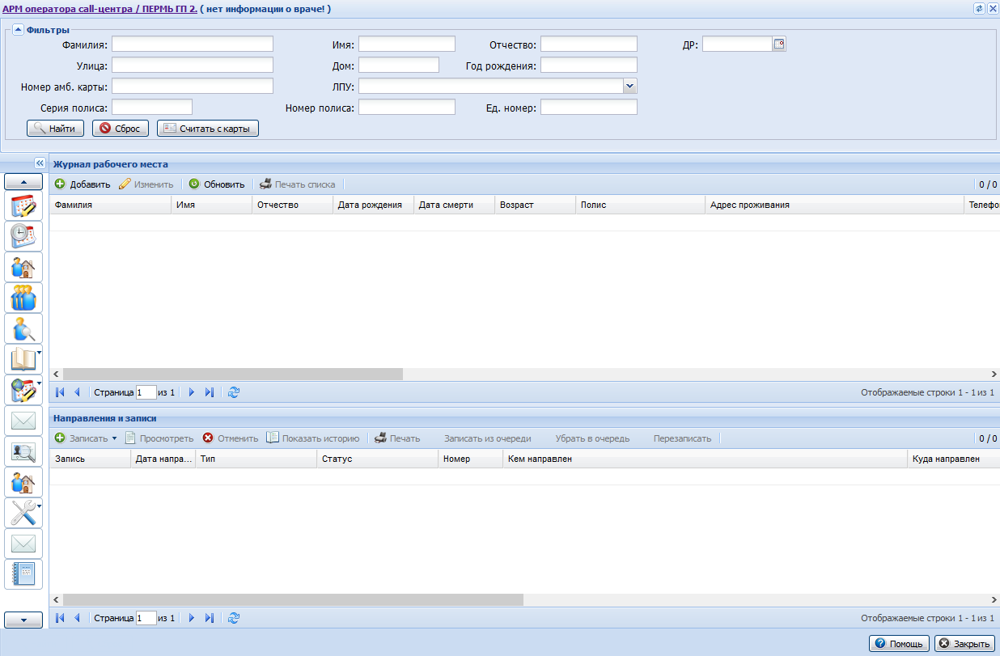 АРМ оператора call-центра / ПЕРМЬ ГП 2. ( нет информации о враче! )
Фильтры
Фамилия: Имя: Отчество: ДР:
Улица: Дом: Год рождения:
Номер амб. карты: ЛПУ:
Серия полиса: Номер полиса: Ед. номер:
Найти Сброс Считать с карты
Журнал рабочего места
Добавить Изменить Обновить Печать списка 0 / 0
Фамилия Имя Отчество Дата рождения Дата смерти Возраст Полис Адрес проживания Телефо
Страница 1 из 1 Отображаемые строки 1 - 1 из 1
Направления и записи
Записать Просмотреть Отменить Показать историю Печать Записать из очереди Убрать в очередь Перезаписать 0 / 0
Запись Дата напра... Тип Статус Номер Кем направлен Куда направлен
Страница 1 из 1 Отображаемые строки 1 - 1 из 1
Помощь Закрыть